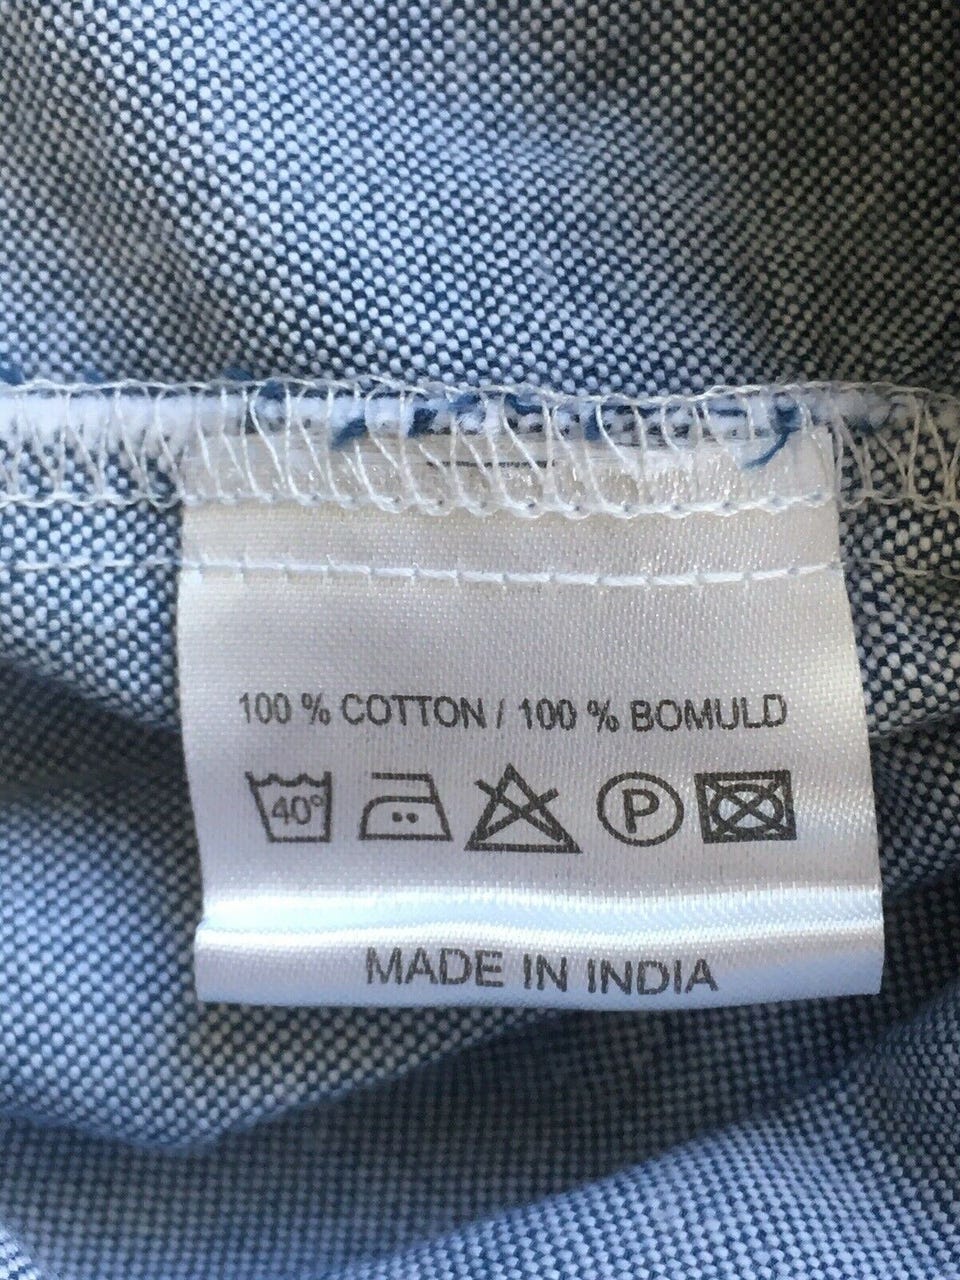 100 % COTTON / 100 % BOMULD
40° P
MADE IN INDIA